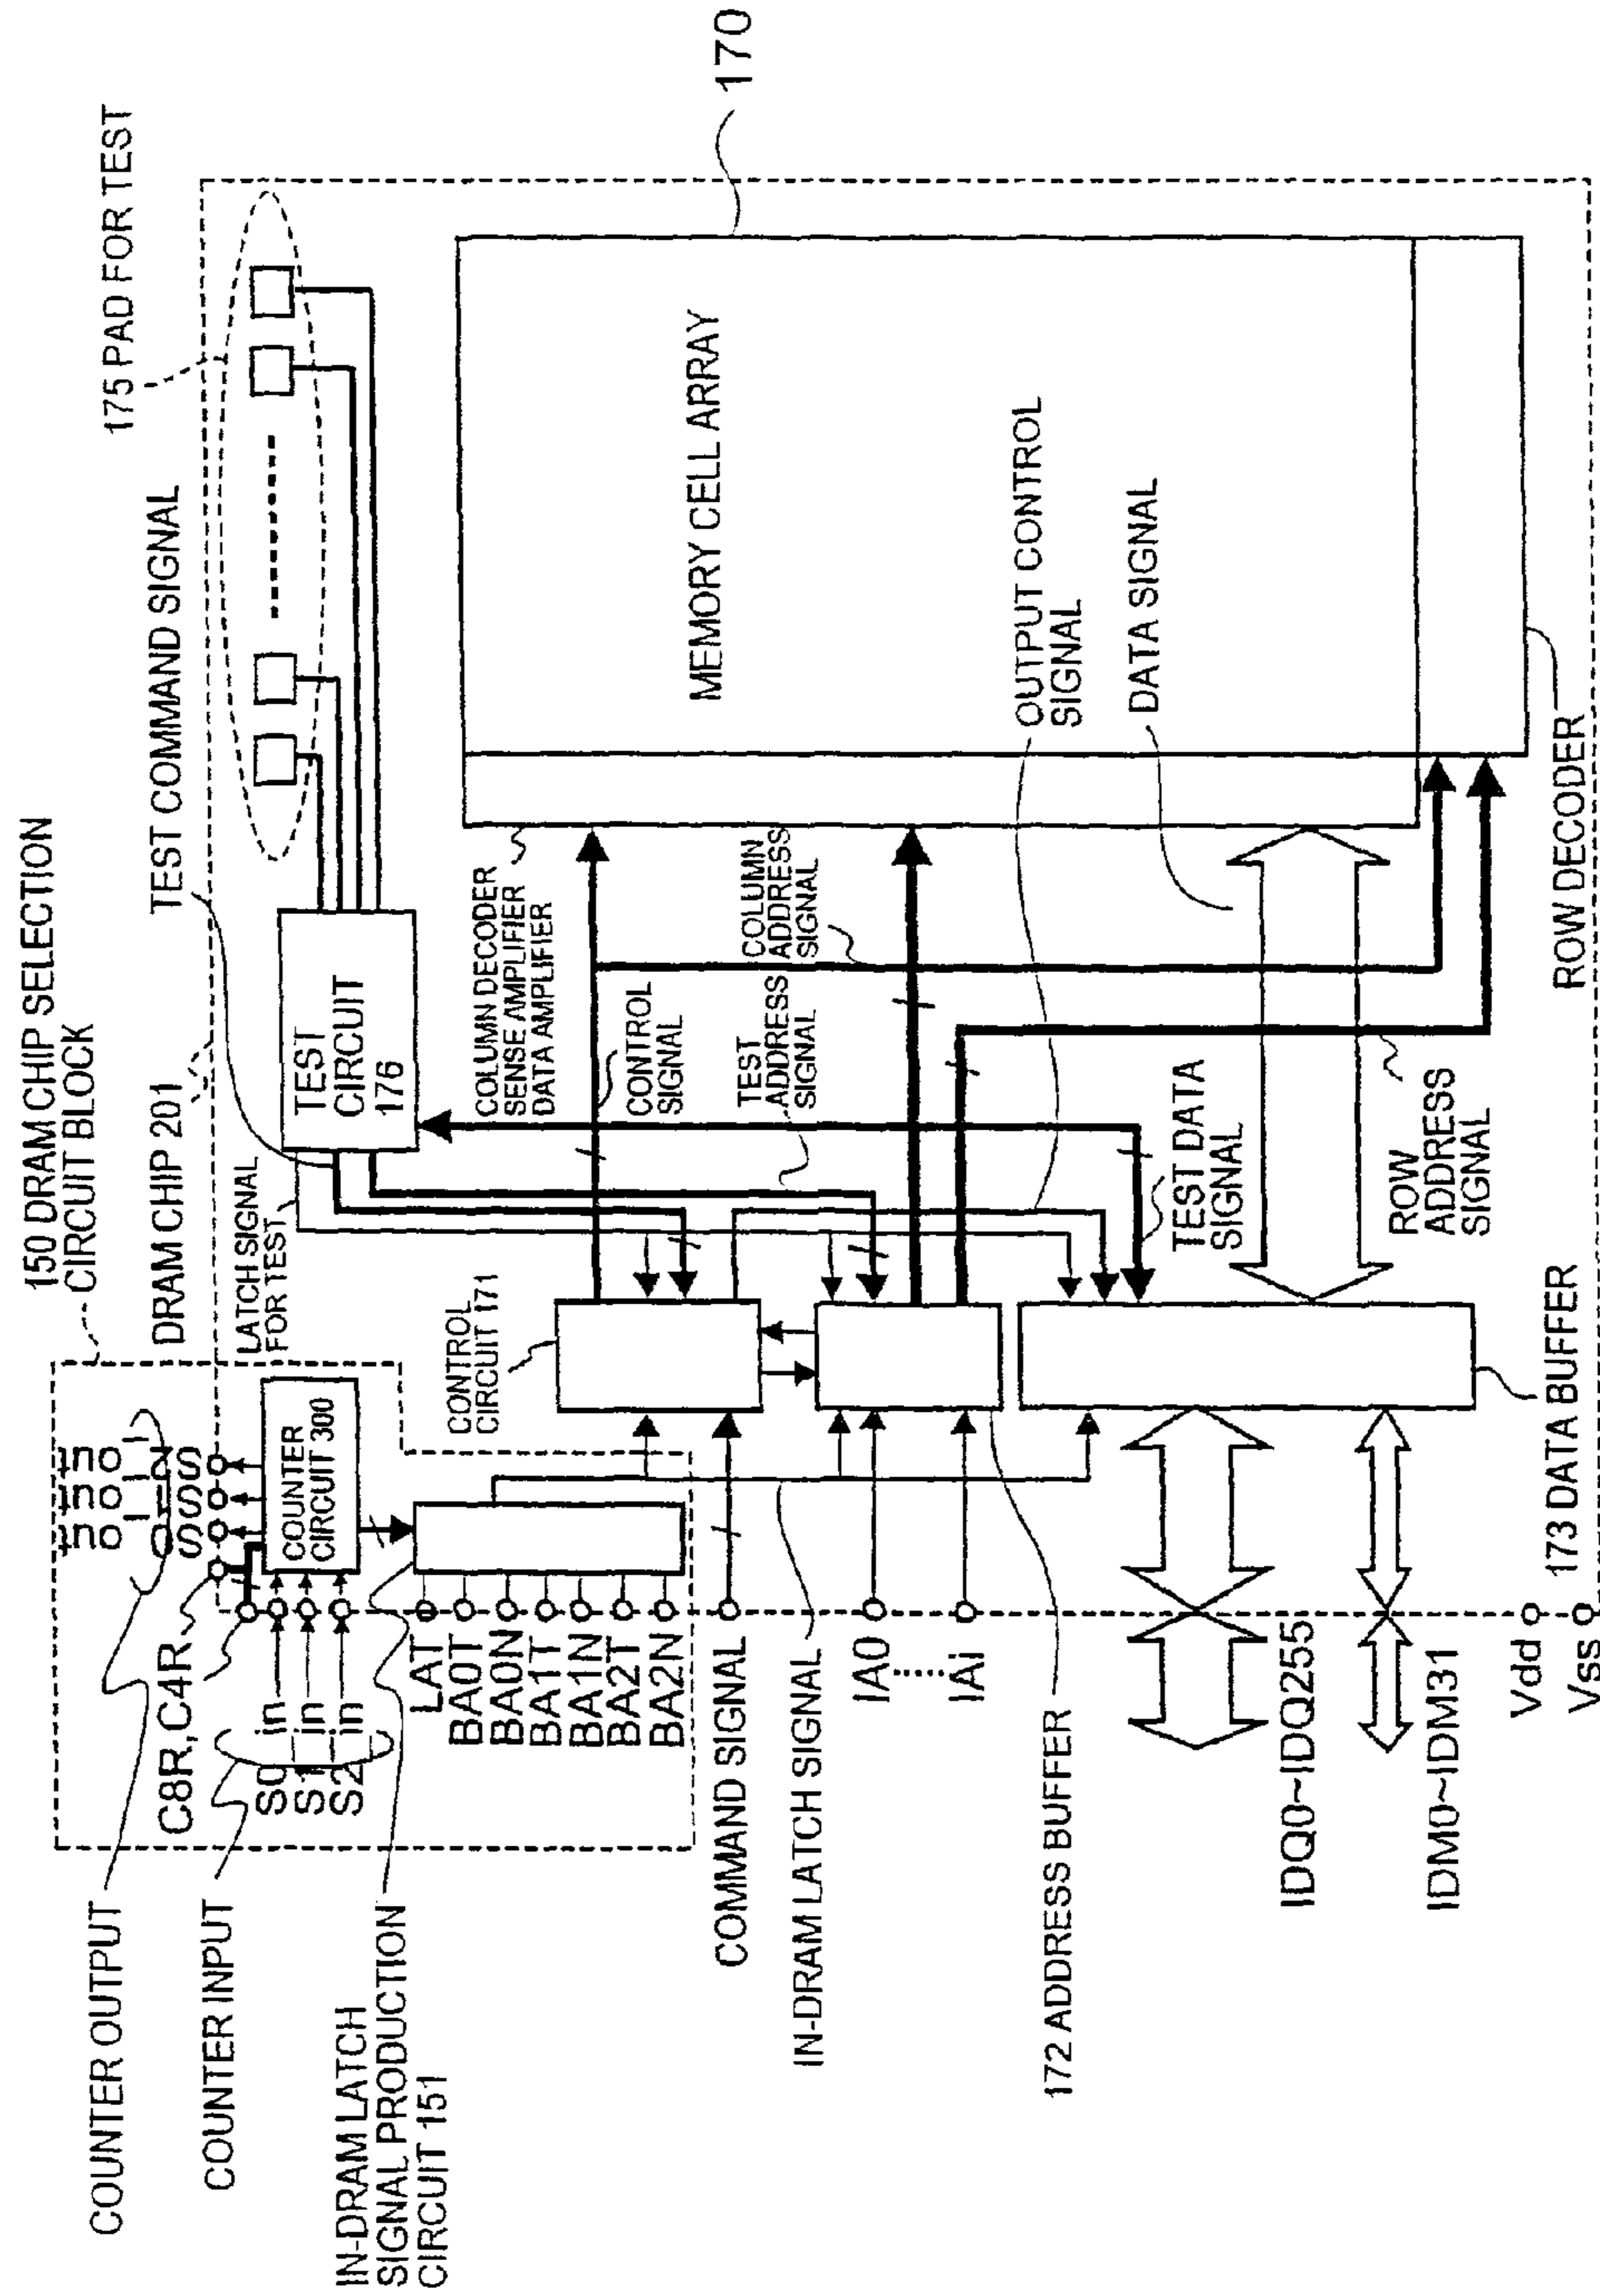 150 DRAM CHIP SELECTION
CIRCUIT BLOCK
DRAM CHIP 201
TEST COMMAND SIGNAL
175 PAD FOR TEST
COUNTER OUTPUT
COUNTER INPUT
IN-DRAM LATCH
SIGNAL PRODUCTION
CIRCUIT 151
C8R,C4R
S0_in
S1_in
S2_in
COUNTER
CIRCUIT 300
LATCH SIGNAL
FOR TEST
TEST
CIRCUIT
176
LAT
BA0T
BA0N
BA1T
BA1N
BA2T
BA2N
CONTROL
CIRCUIT 171
COLUMN DECODER
SENSE AMPLIFIER
DATA AMPLIFIER
CONTROL
SIGNAL
TEST
ADDRESS
SIGNAL
COLUMN
ADDRESS
SIGNAL
MEMORY CELL ARRAY
170
COMMAND SIGNAL
IN-DRAM LATCH SIGNAL
IA0
IAi
172 ADDRESS BUFFER
OUTPUT CONTROL
SIGNAL
DATA SIGNAL
TEST DATA
SIGNAL
ROW
ADDRESS
SIGNAL
IDQ0~IDQ255
IDM0~IDM31
Vdd
Vss
173 DATA BUFFER
ROW DECODER